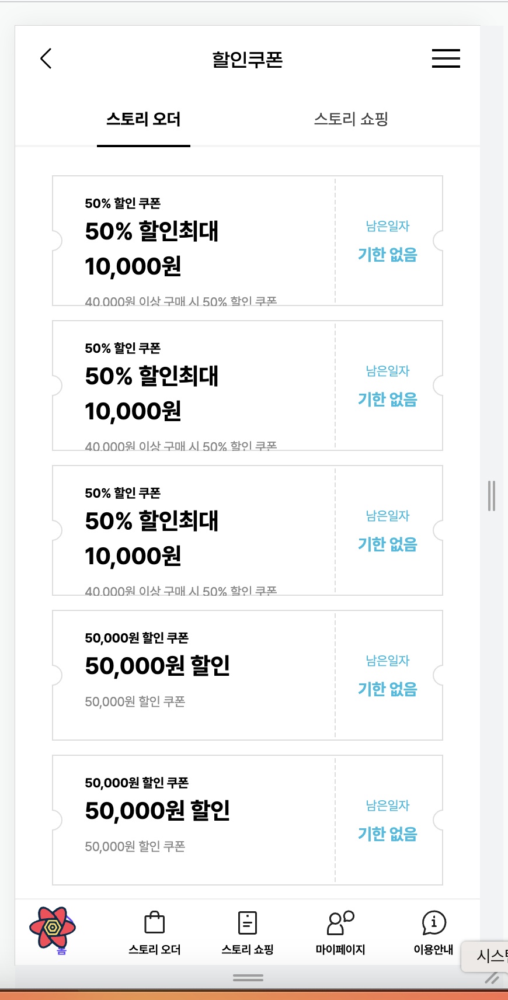 할인쿠폰
스토리 오더
스토리 쇼핑
50% 할인 쿠폰
50% 할인최대
10,000원
40,000원 이상 구매 시 50% 할인 쿠폰
남은일자
기한 없음
50% 할인 쿠폰
50% 할인최대
10,000원
40,000원 이상 구매 시 50% 할인 쿠폰
남은일자
기한 없음
50% 할인 쿠폰
50% 할인최대
10,000원
40,000원 이상 구매 시 50% 할인 쿠폰
남은일자
기한 없음
50,000원 할인 쿠폰
50,000원 할인
50,000원 할인 쿠폰
남은일자
기한 없음
50,000원 할인 쿠폰
50,000원 할인
50,000원 할인 쿠폰
남은일자
기한 없음
홈
스토리 오더
스토리 쇼핑
마이페이지
이용안내